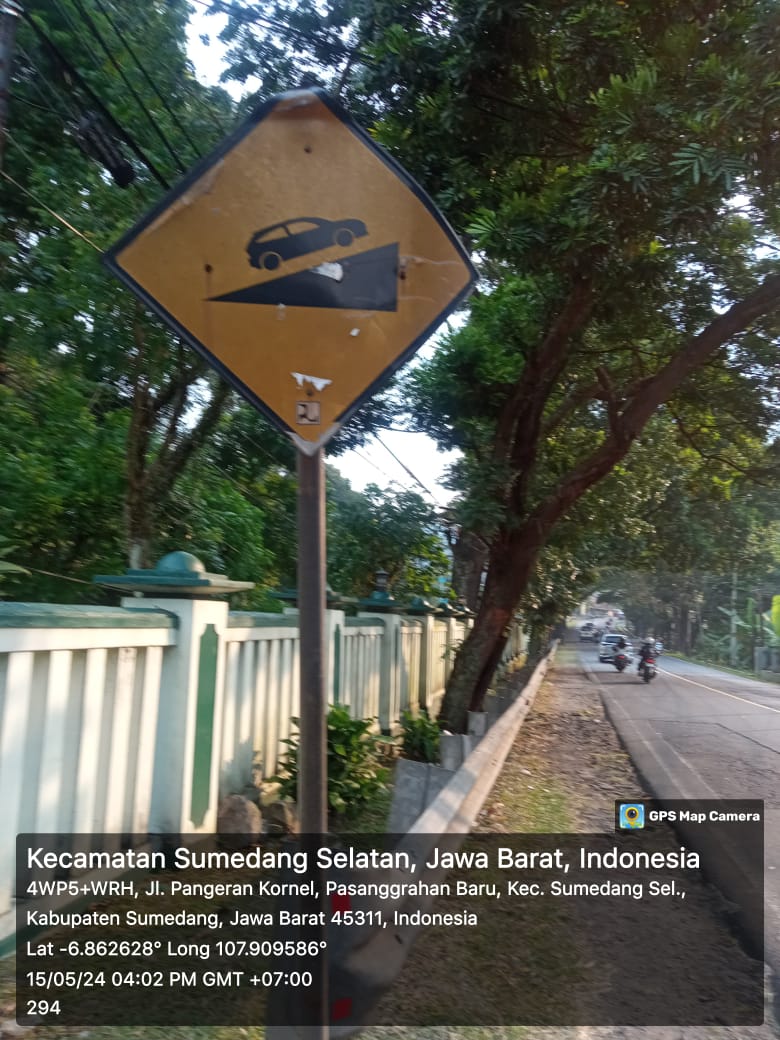 GPS Map Camera
Kecamatan Sumedang Selatan, Jawa Barat, Indonesia
4WP5+WRH, Jl. Pangeran Kornel, Pasanggrahan Baru, Kec. Sumedang Sel.,
Kabupaten Sumedang, Jawa Barat 45311, Indonesia
Lat -6.862628° Long 107.909586°
15/05/24 04:02 PM GMT +07:00
294